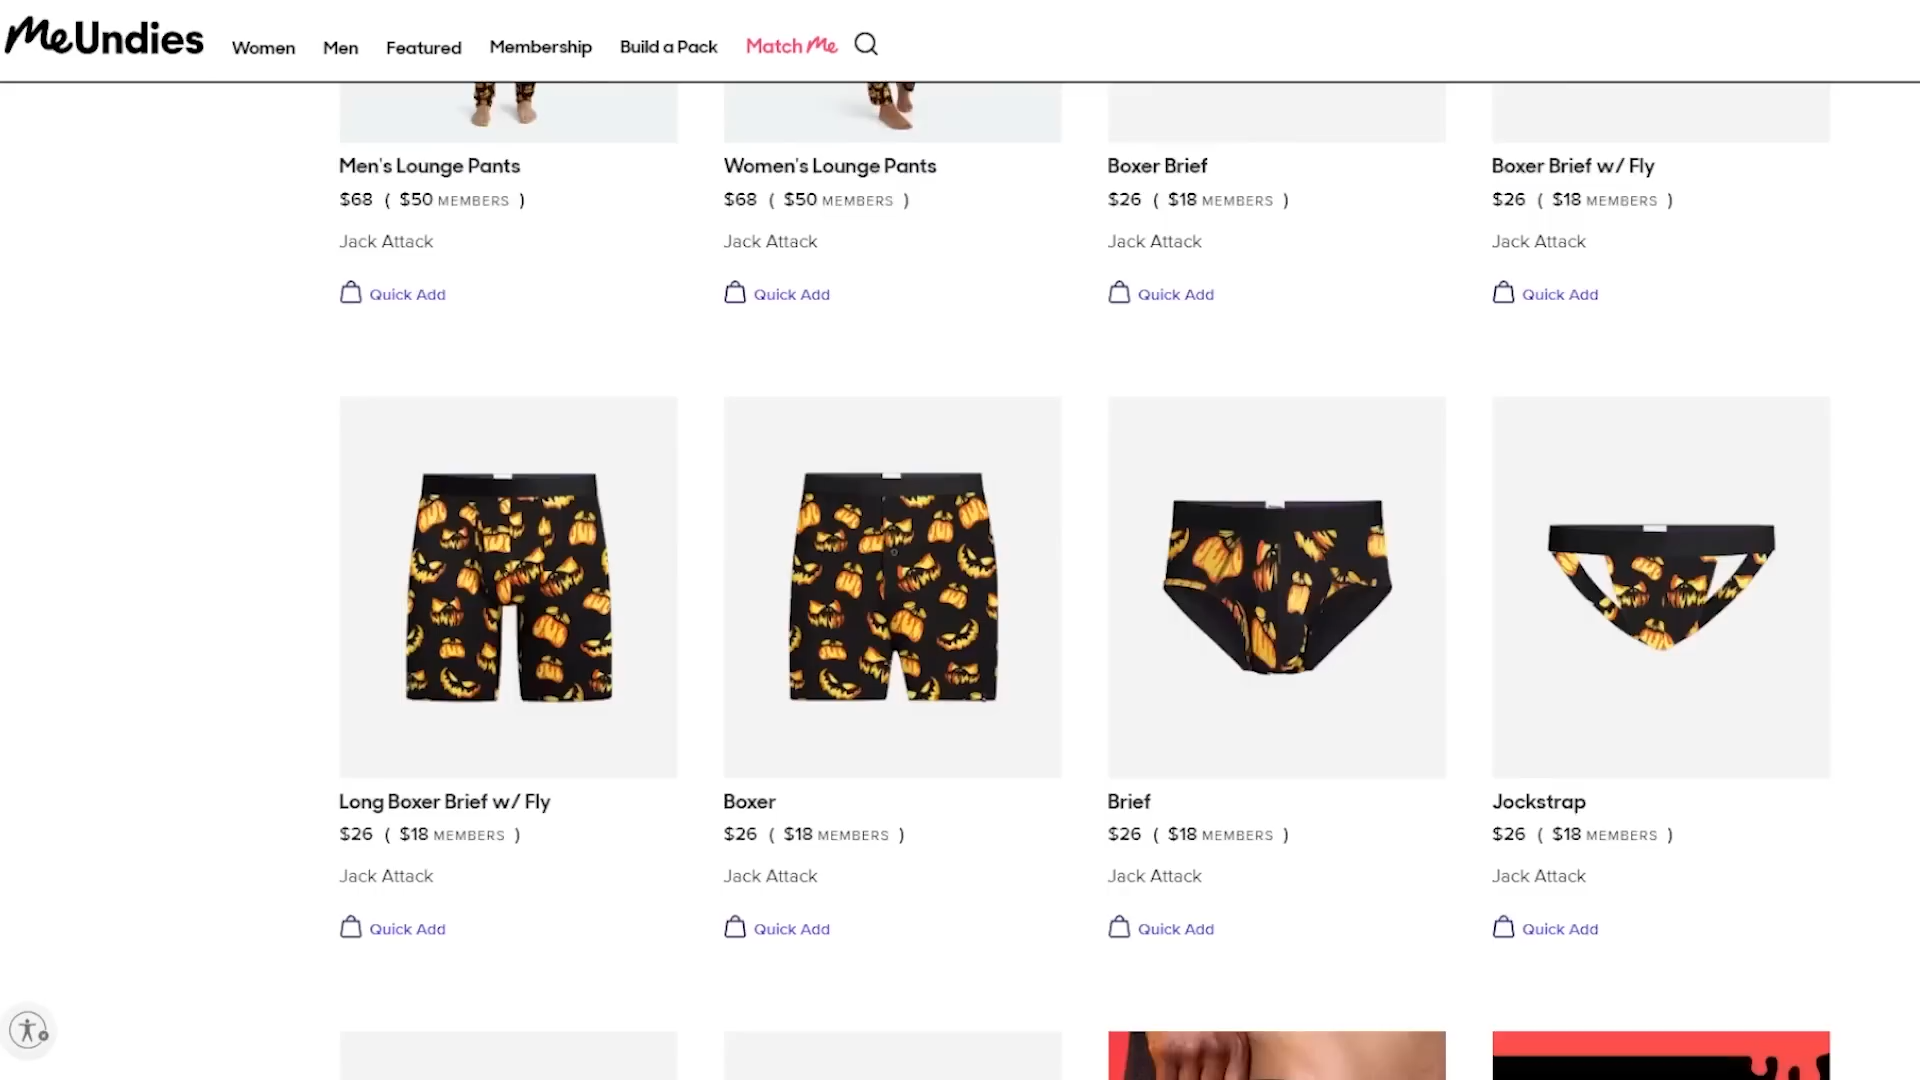 MeUndies Women Men Featured Membership Build a Pack Match Me
Men's Lounge Pants Women's Lounge Pants Boxer Brief Boxer Brief w/ Fly
$68 ( $50 MEMBERS ) $68 ( $50 MEMBERS ) $26 ( $18 MEMBERS ) $26 ( $18 MEMBERS )
Jack Attack Jack Attack Jack Attack Jack Attack
Quick Add Quick Add Quick Add Quick Add
Long Boxer Brief w/ Fly Boxer Brief Jockstrap
$26 ( $18 MEMBERS ) $26 ( $18 MEMBERS ) $26 ( $18 MEMBERS ) $26 ( $18 MEMBERS )
Jack Attack Jack Attack Jack Attack Jack Attack
Quick Add Quick Add Quick Add Quick Add